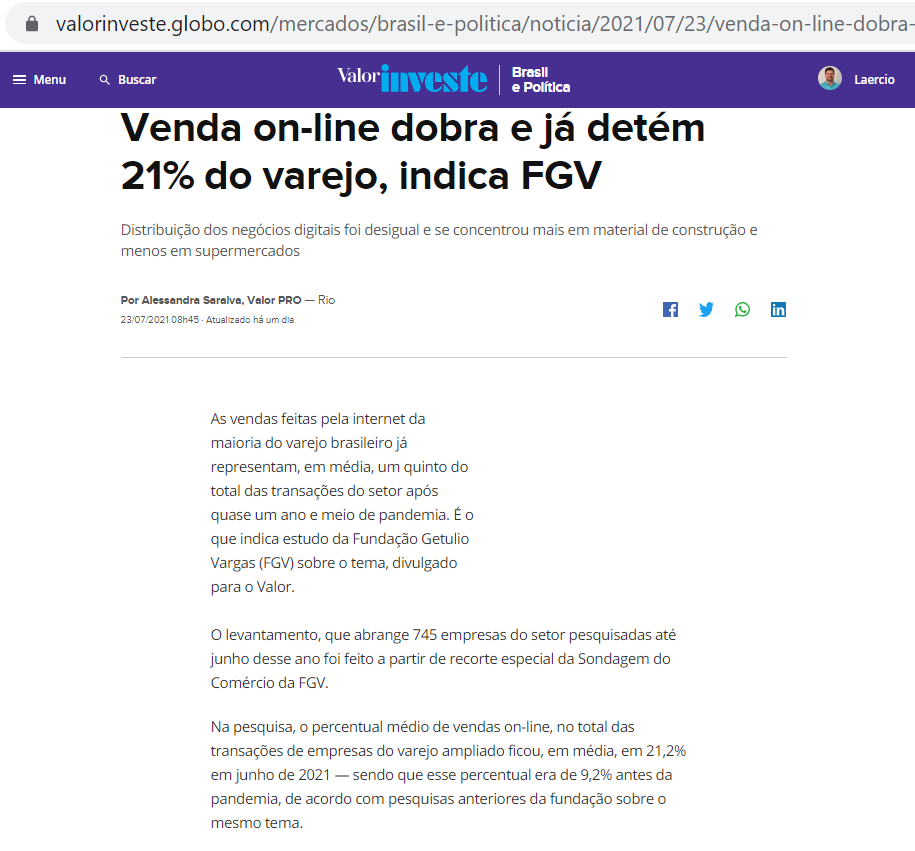 valorinveste.globo.com/mercados/brasil-e-politica/noticia/2021/07/23/venda-on-line-dobra-
Menu
Buscar
Valor investe
Brasil
e Política
Laercio
Venda on-line dobra e já detém
21% do varejo, indica FGV
Distribuição dos negócios digitais foi desigual e se concentrou mais em material de construção e
menos em supermercados
Por Alessandra Saraiva, Valor PRO — Rio
23/07/2021 08h45 · Atualizado há um dia
As vendas feitas pela internet da
maioria do varejo brasileiro já
representam, em média, um quinto do
total das transações do setor após
quase um ano e meio de pandemia. É o
que indica estudo da Fundação Getulio
Vargas (FGV) sobre o tema, divulgado
para o Valor.
O levantamento, que abrange 745 empresas do setor pesquisadas até
junho desse ano foi feito a partir de recorte especial da Sondagem do
Comércio da FGV.
Na pesquisa, o percentual médio de vendas on-line, no total das
transações de empresas do varejo ampliado ficou, em média, em 21,2%
em junho de 2021 — sendo que esse percentual era de 9,2% antes da
pandemia, de acordo com pesquisas anteriores da fundação sobre o
mesmo tema.